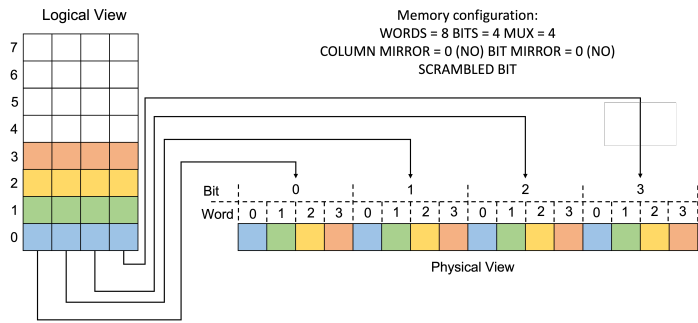 Logical View
Memory configuration:
WORDS = 8 BITS = 4 MUX = 4
COLUMN MIRROR = 0 (NO) BIT MIRROR = 0 (NO)
SCRAMBLED BIT
7
6
5
4
3
2
1
0
Bit 0 1 2 3
Word 0 1 2 3 0 1 2 3 0 1 2 3 0 1 2 3
Physical View